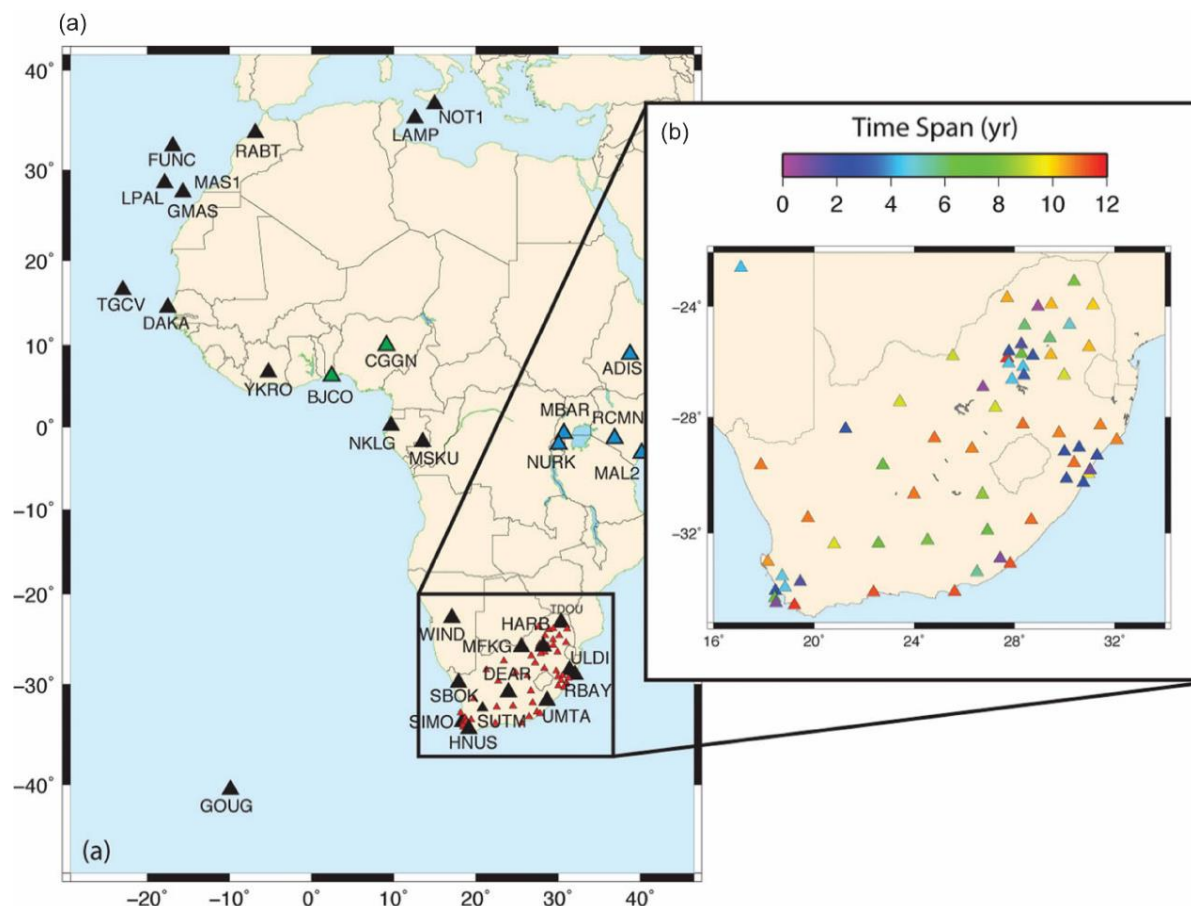 (a)
40°
30°
20°
10°
0°
−10°
−20°
−30°
−40°
−20° −10° 0° 10° 20° 30° 40°
NOT1
LAMP
RABT
FUNC
MAS1
LPAL
GMAS
TGCV
DAKA
CGGN
YKRO
BJCO
ADIS
MBAR
RCMN
NKLG
MSKU
NURK
MAL2
TDOU
WIND
HARB
MFKG
ULDI
DEAR
SBOK
RBAY
SIMO
SUTM
UMTA
HNUS
GOUG
(a)
(b)
Time Span (yr)
0 2 4 6 8 10 12
−24°
−28°
−32°
16° 20° 24° 28° 32°